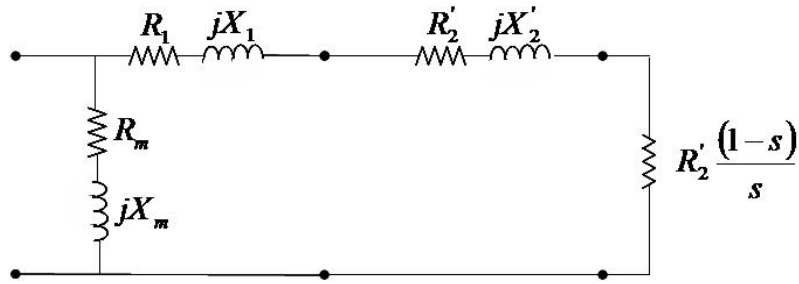 R₁ jX₁ R₂' jX₂'
Rₘ
R₂' (1-s)/s
jXₘ